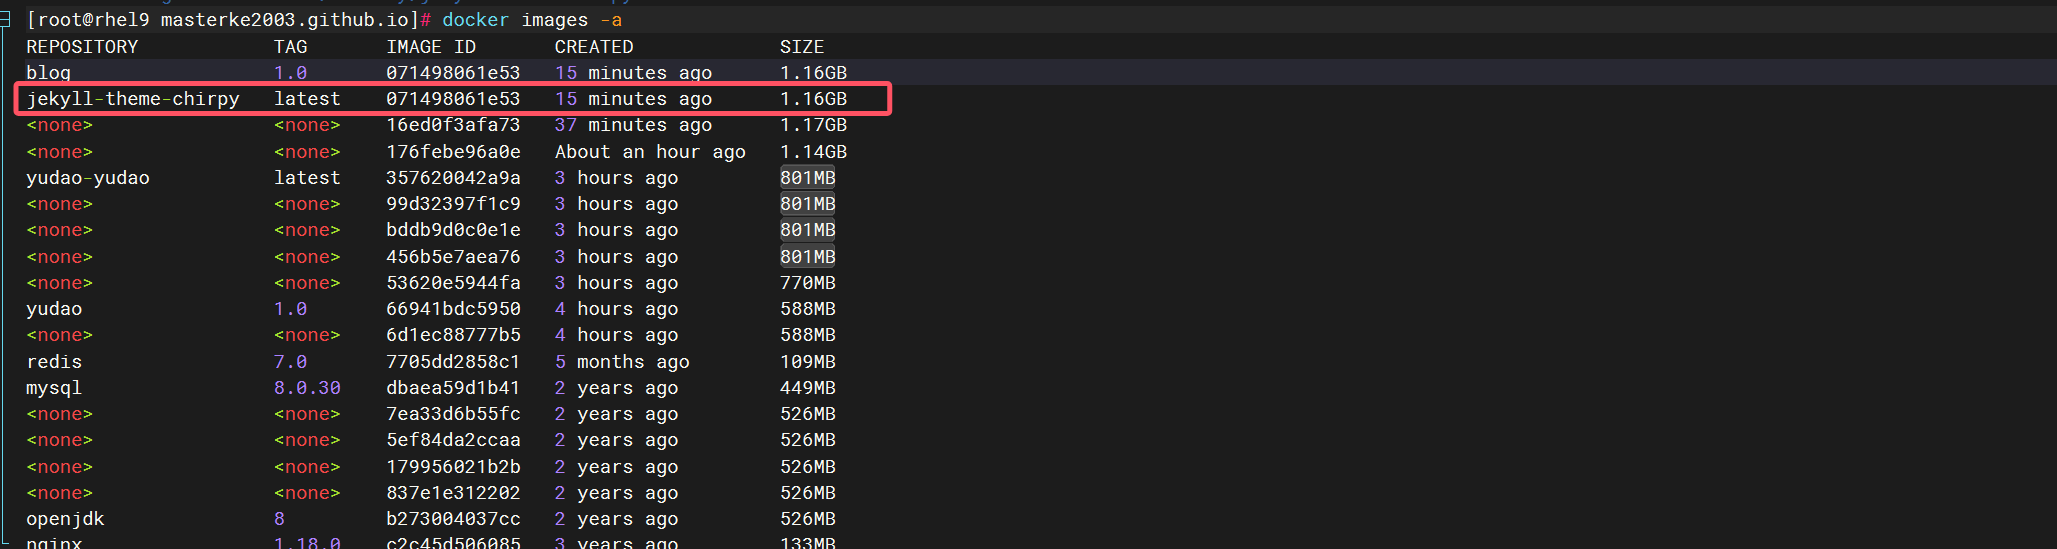 [root@rhel9 masterke2003.github.io]# docker images -a
REPOSITORY TAG IMAGE ID CREATED SIZE
blog 1.0 071498061e53 15 minutes ago 1.16GB
jekyll-theme-chirpy latest 071498061e53 15 minutes ago 1.16GB
<none> <none> 16ed0f3afa73 37 minutes ago 1.17GB
<none> <none> 176febe96a0e About an hour ago 1.14GB
yudao-yudao latest 357620042a9a 3 hours ago 801MB
<none> <none> 99d32397f1c9 3 hours ago 801MB
<none> <none> bddb9d0c0e1e 3 hours ago 801MB
<none> <none> 456b5e7aea76 3 hours ago 801MB
<none> <none> 53620e5944fa 3 hours ago 770MB
yudao 1.0 66941bdc5950 4 hours ago 588MB
<none> <none> 6d1ec88777b5 4 hours ago 588MB
redis 7.0 7705dd2858c1 5 months ago 109MB
mysql 8.0.30 dbaea59d1b41 2 years ago 449MB
<none> <none> 7ea33d6b55fc 2 years ago 526MB
<none> <none> 5ef84da2ccaa 2 years ago 526MB
<none> <none> 179956021b2b 2 years ago 526MB
<none> <none> 837e1e312202 2 years ago 526MB
openjdk 8 b273004037cc 2 years ago 526MB
nginx 1.18.0 c2c45d506085 3 years ago 133MB